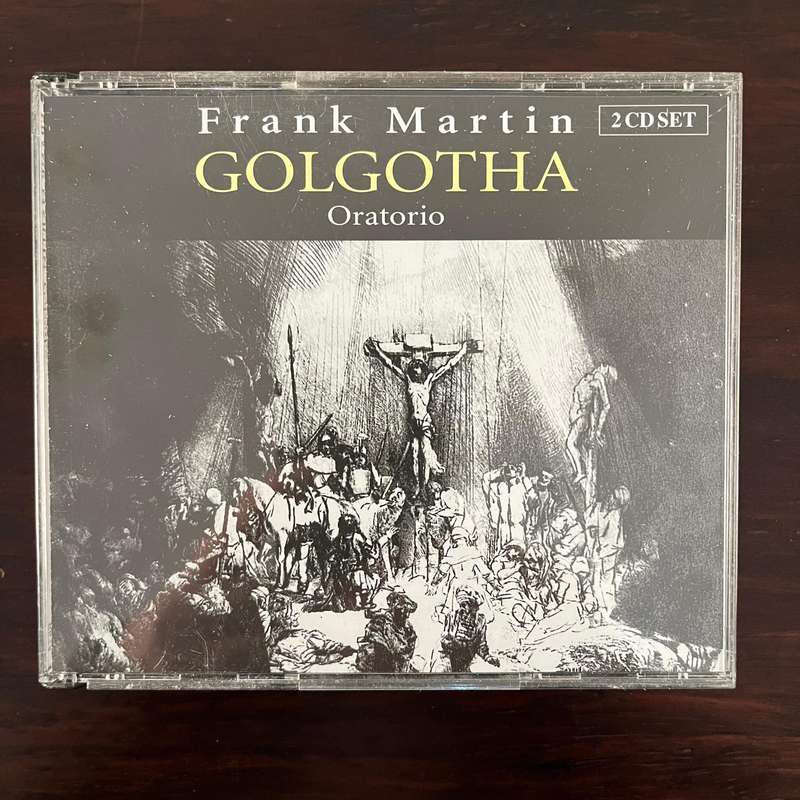 Frank Martin
2 CD SET
GOLGOTHA
Oratorio